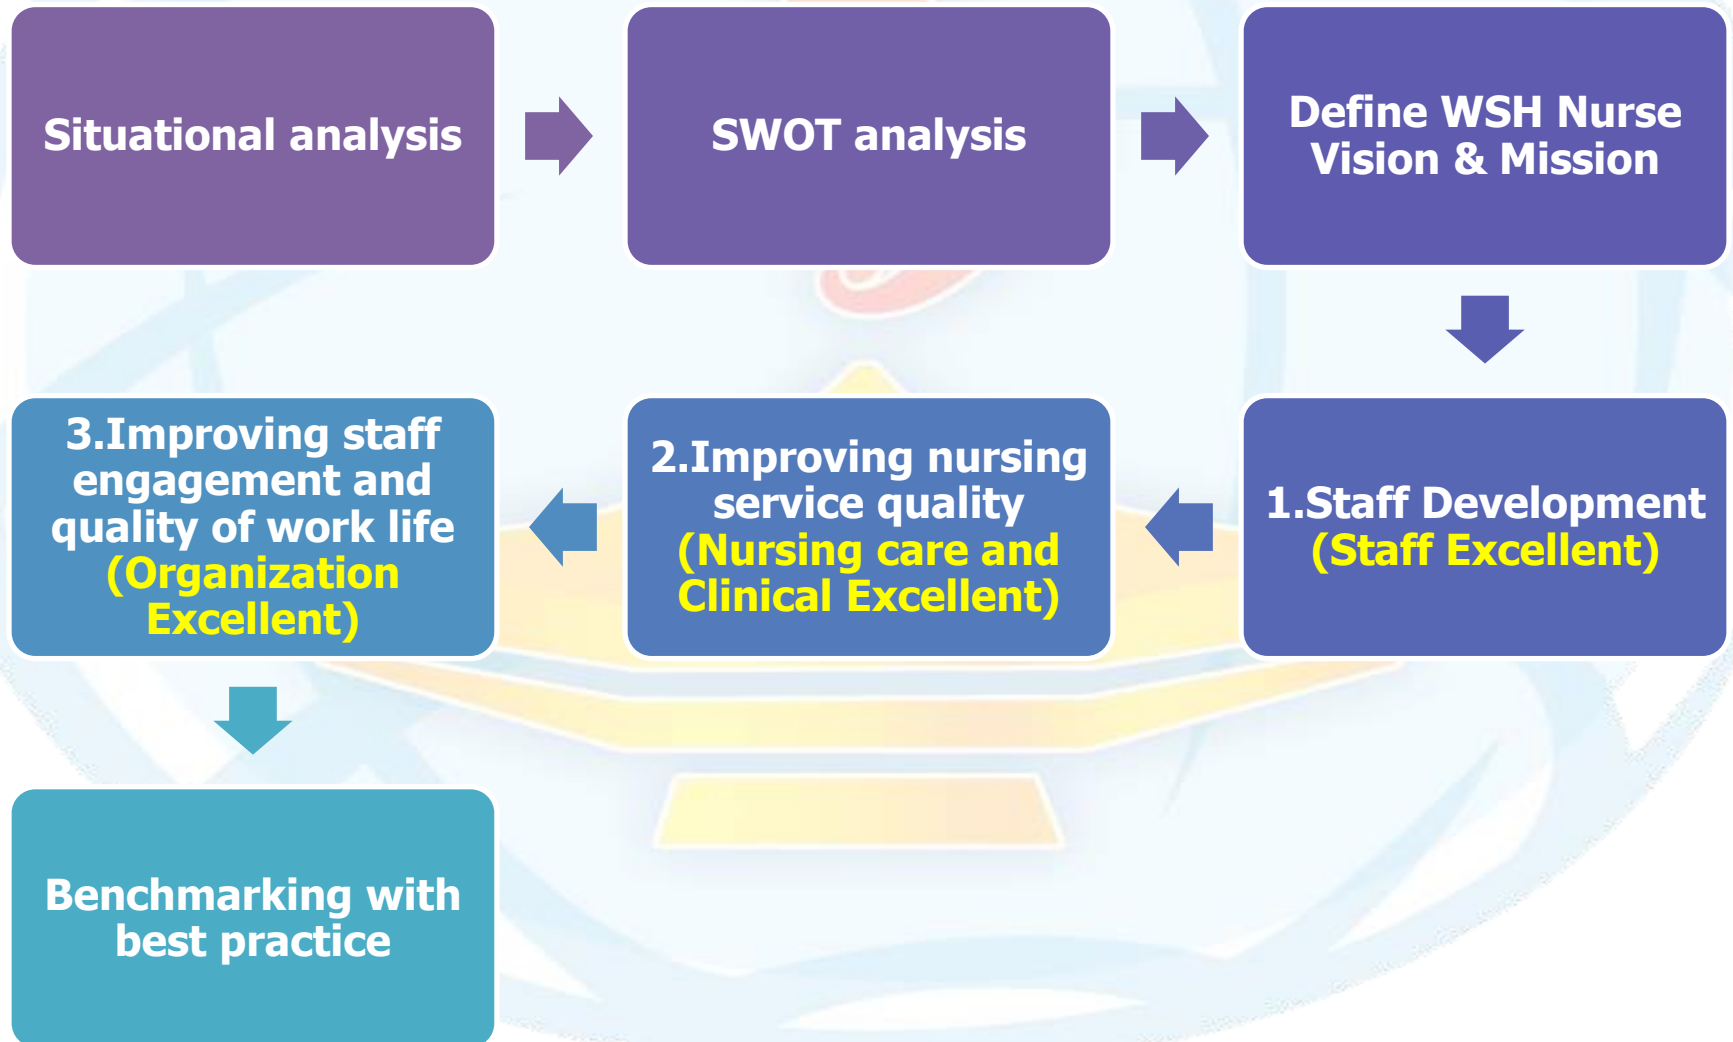 Situational analysis
SWOT analysis
Define WSH Nurse
Vision & Mission
1.Staff Development
(Staff Excellent)
2.Improving nursing
service quality
(Nursing care and
Clinical Excellent)
3.Improving staff
engagement and
quality of work life
(Organization
Excellent)
Benchmarking with
best practice